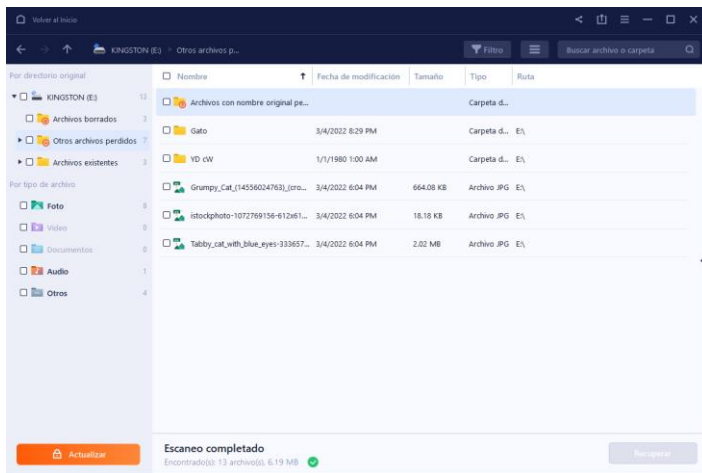 Volver al Inicio
KINGSTON (E:) > Otros archivos p...
Filtro
Buscar archivo o carpeta
Por directorio original
KINGSTON (E:) 13
Archivos borrados 3
Otros archivos perdidos 7
Archivos existentes 3
Por tipo de archivo
Foto 8
Vídeo 0
Documentos 0
Audio 1
Otros 4
Nombre Fecha de modificación Tamaño Tipo Ruta
Archivos con nombre original pe... Carpeta d...
Gato 3/4/2022 8:29 PM Carpeta d... E:\
YD cW 1/1/1980 1:00 AM Carpeta d... E:\
Grumpy_Cat_(14556024763)_(cro... 3/4/2022 6:04 PM 664.08 KB Archivo JPG E:\
istockphoto-1072769156-612x61... 3/4/2022 6:04 PM 18.18 KB Archivo JPG E:\
Tabby_cat_with_blue_eyes-333657... 3/4/2022 6:04 PM 2.02 MB Archivo JPG E:\
Actualizar
Escaneo completado
Encontrado(s): 13 archivo(s), 6.19 MB
Recuperar